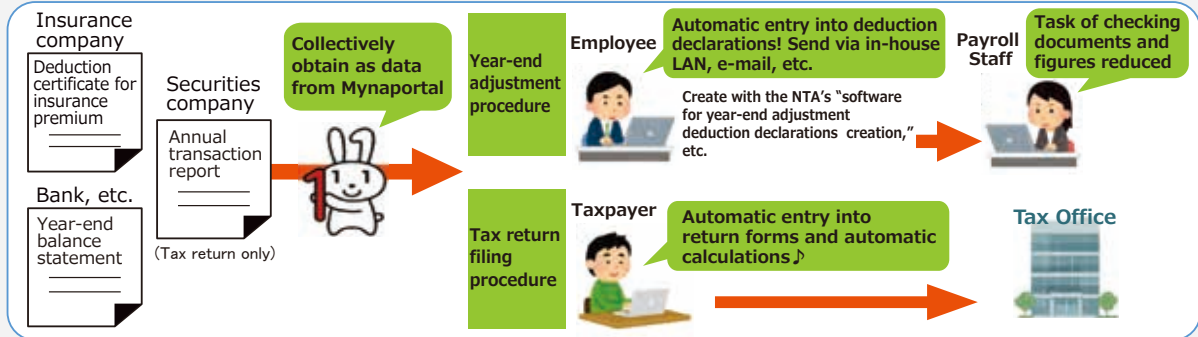 Insurance
company
Deduction
certificate for
insurance
premium
Bank, etc.
Year-end
balance
statement
Securities
company
Annual
transaction
report
(Tax return only)
Collectively
obtain as data
from Mynaportal
1
Year-end
adjustment
procedure
Employee
Automatic entry into deduction
declarations! Send via in-house
LAN, e-mail, etc.
Create with the NTA's “software
for year-end adjustment
deduction declarations creation,”
etc.
Payroll
Staff
Task of checking
documents and
figures reduced
Tax return
filing
procedure
Taxpayer
Automatic entry into
return forms and automatic
calculations♪
Tax Office